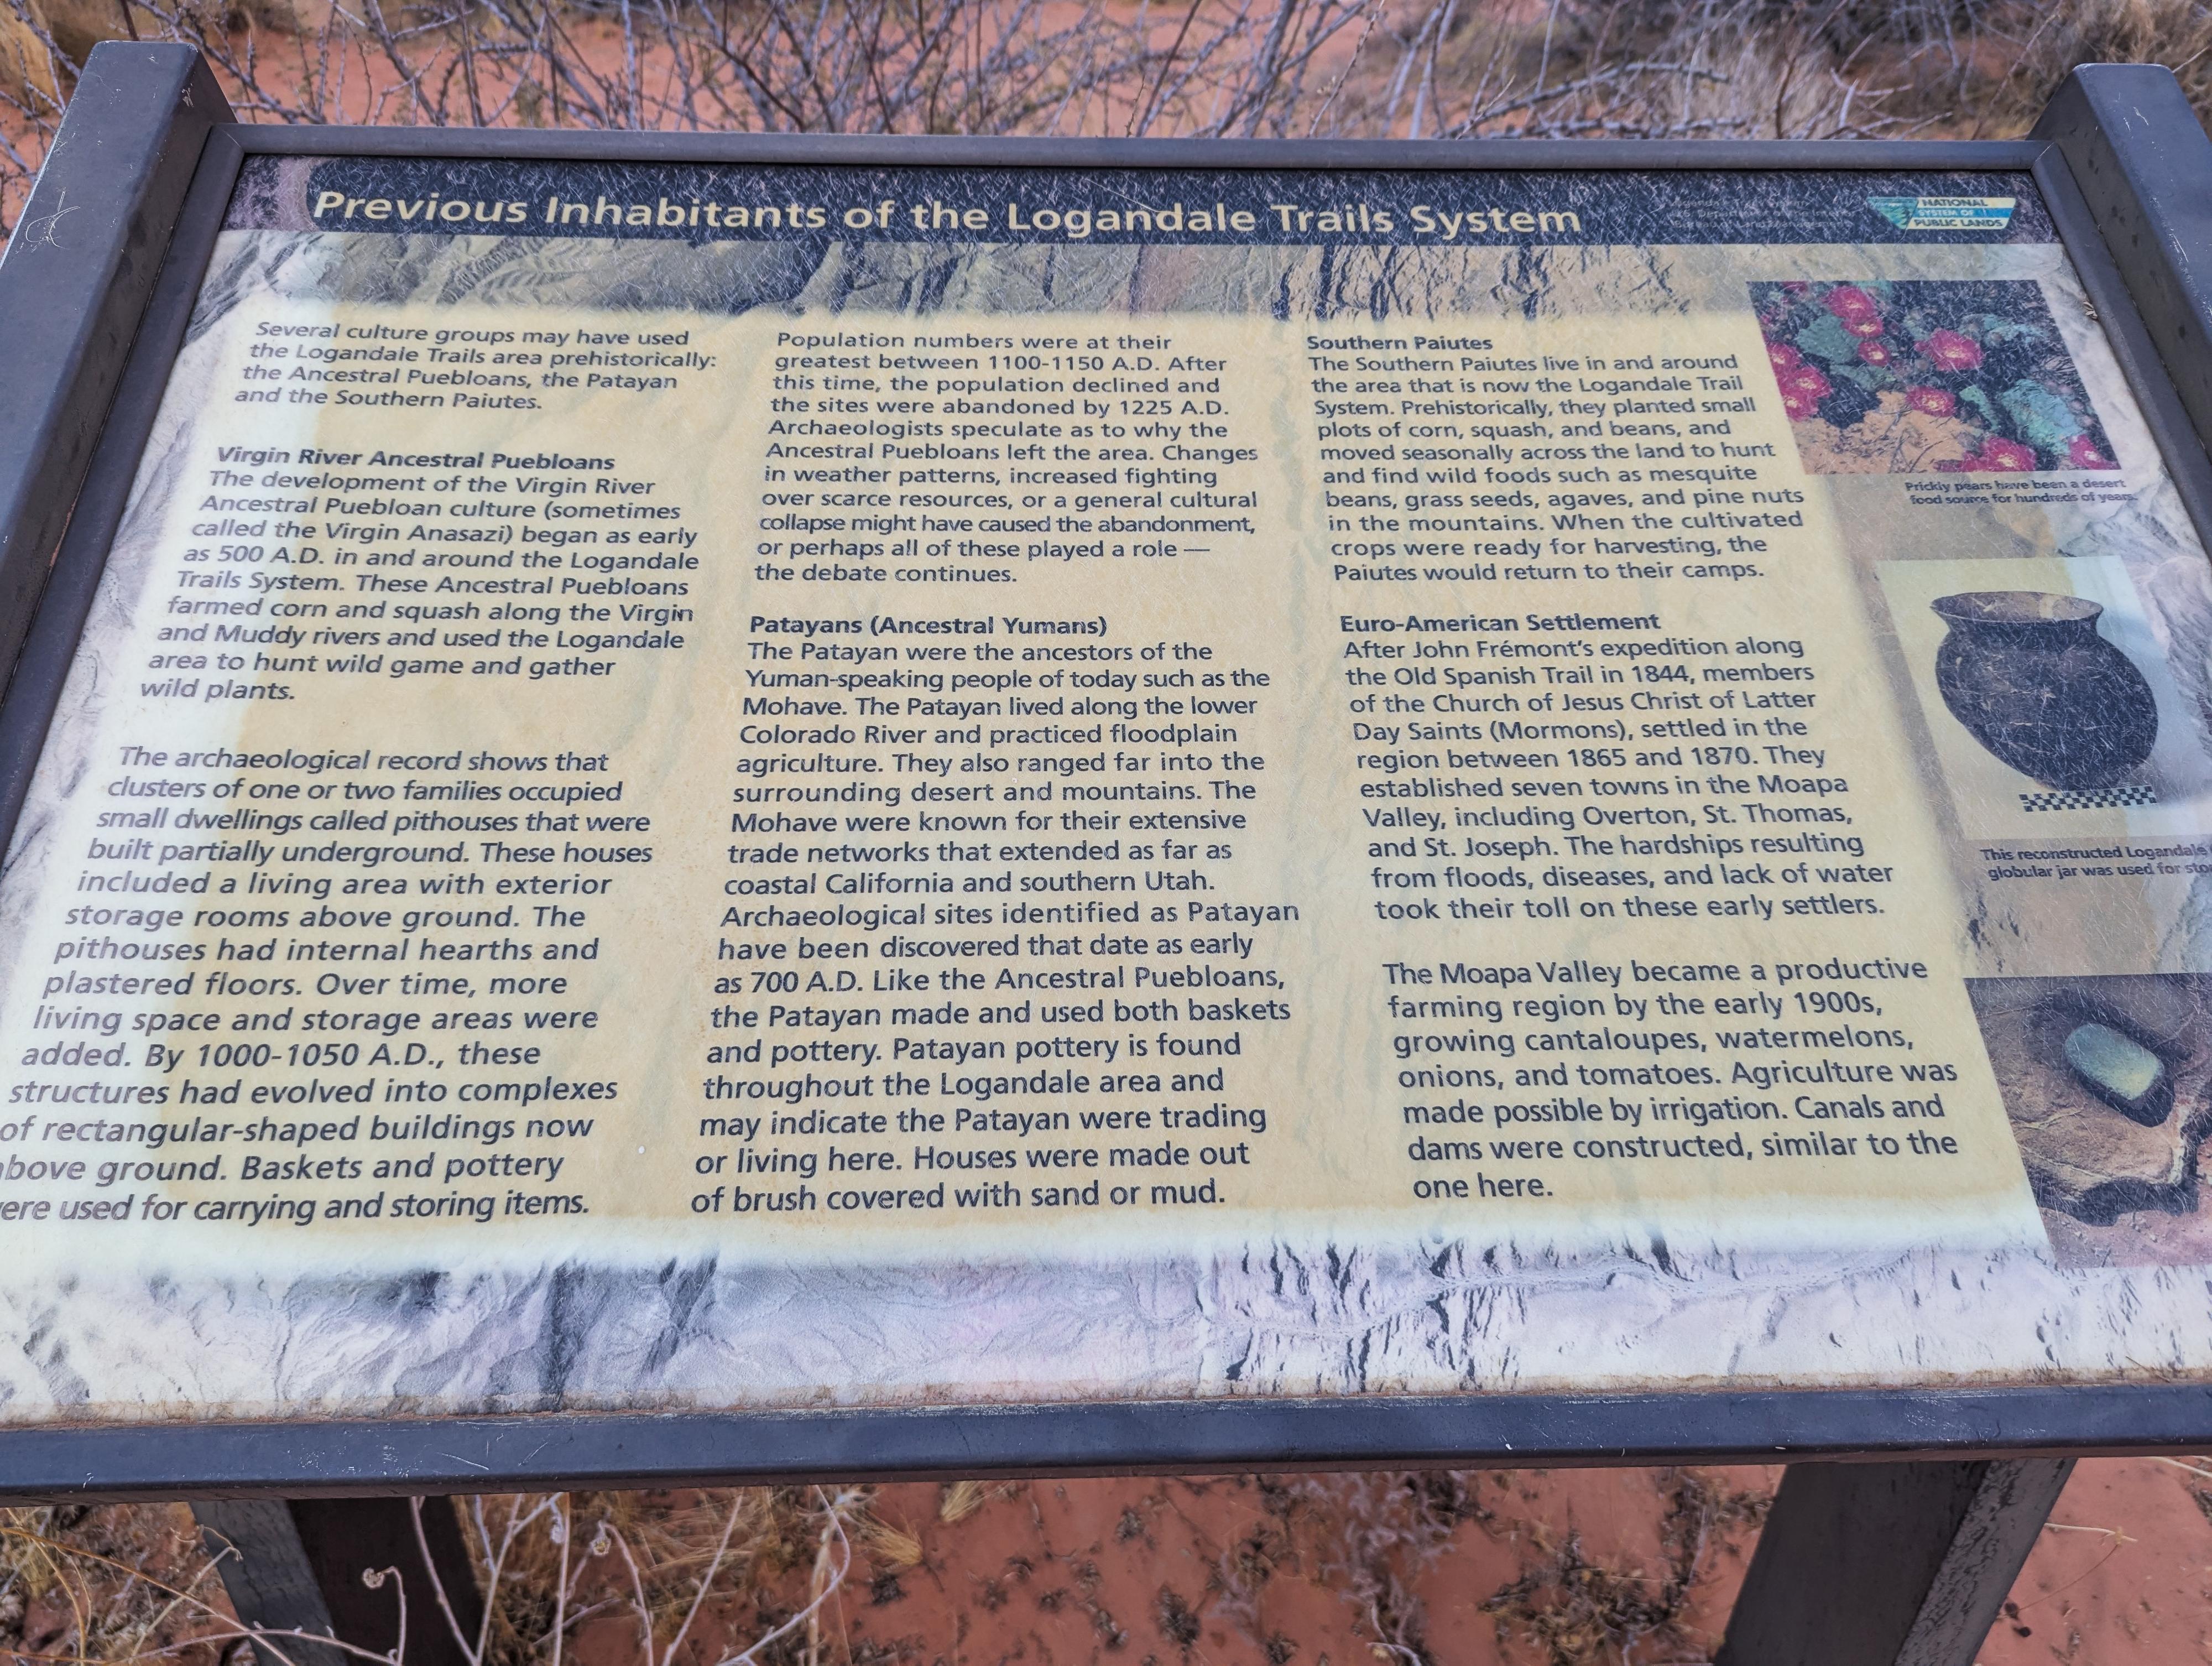 Previous Inhabitants of the Logandale Trails System
NATIONAL
SYSTEM OF
PUBLIC LANDS
Several culture groups may have used
the Logandale Trails area prehistorically:
the Ancestral Puebloans, the Patayan
and the Southern Paiutes.
Virgin River Ancestral Puebloans
The development of the Virgin River
Ancestral Puebloan culture (sometimes
called the Virgin Anasazi) began as early
as 500 A.D. in and around the Logandale
Trails System. These Ancestral Puebloans
farmed corn and squash along the Virgin
and Muddy rivers and used the Logandale
area to hunt wild game and gather
wild plants.
The archaeological record shows that
clusters of one or two families occupied
small dwellings called pithouses that were
built partially underground. These houses
included a living area with exterior
storage rooms above ground. The
pithouses had internal hearths and
plastered floors. Over time, more
living space and storage areas were
added. By 1000-1050 A.D., these
structures had evolved into complexes
of rectangular-shaped buildings now
above ground. Baskets and pottery
were used for carrying and storing items.
Population numbers were at their
greatest between 1100-1150 A.D. After
this time, the population declined and
the sites were abandoned by 1225 A.D.
Archaeologists speculate as to why the
Ancestral Puebloans left the area. Changes
in weather patterns, increased fighting
over scarce resources, or a general cultural
collapse might have caused the abandonment,
or perhaps all of these played a role —
the debate continues.
Patayans (Ancestral Yumans)
The Patayan were the ancestors of the
Yuman-speaking people of today such as the
Mohave. The Patayan lived along the lower
Colorado River and practiced floodplain
agriculture. They also ranged far into the
surrounding desert and mountains. The
Mohave were known for their extensive
trade networks that extended as far as
coastal California and southern Utah.
Archaeological sites identified as Patayan
have been discovered that date as early
as 700 A.D. Like the Ancestral Puebloans,
the Patayan made and used both baskets
and pottery. Patayan pottery is found
throughout the Logandale area and
may indicate the Patayan were trading
or living here. Houses were made out
of brush covered with sand or mud.
Southern Paiutes
The Southern Paiutes live in and around
the area that is now the Logandale Trail
System. Prehistorically, they planted small
plots of corn, squash, and beans, and
moved seasonally across the land to hunt
and find wild foods such as mesquite
beans, grass seeds, agaves, and pine nuts
in the mountains. When the cultivated
crops were ready for harvesting, the
Paiutes would return to their camps.
Euro-American Settlement
After John Frémont's expedition along
the Old Spanish Trail in 1844, members
of the Church of Jesus Christ of Latter
Day Saints (Mormons), settled in the
region between 1865 and 1870. They
established seven towns in the Moapa
Valley, including Overton, St. Thomas,
and St. Joseph. The hardships resulting
from floods, diseases, and lack of water
took their toll on these early settlers.
The Moapa Valley became a productive
farming region by the early 1900s,
growing cantaloupes, watermelons,
onions, and tomatoes. Agriculture was
made possible by irrigation. Canals and
dams were constructed, similar to the
one here.
Prickly pears have been a desert
food source for hundreds of years.
This reconstructed Logandale
globular jar was used for